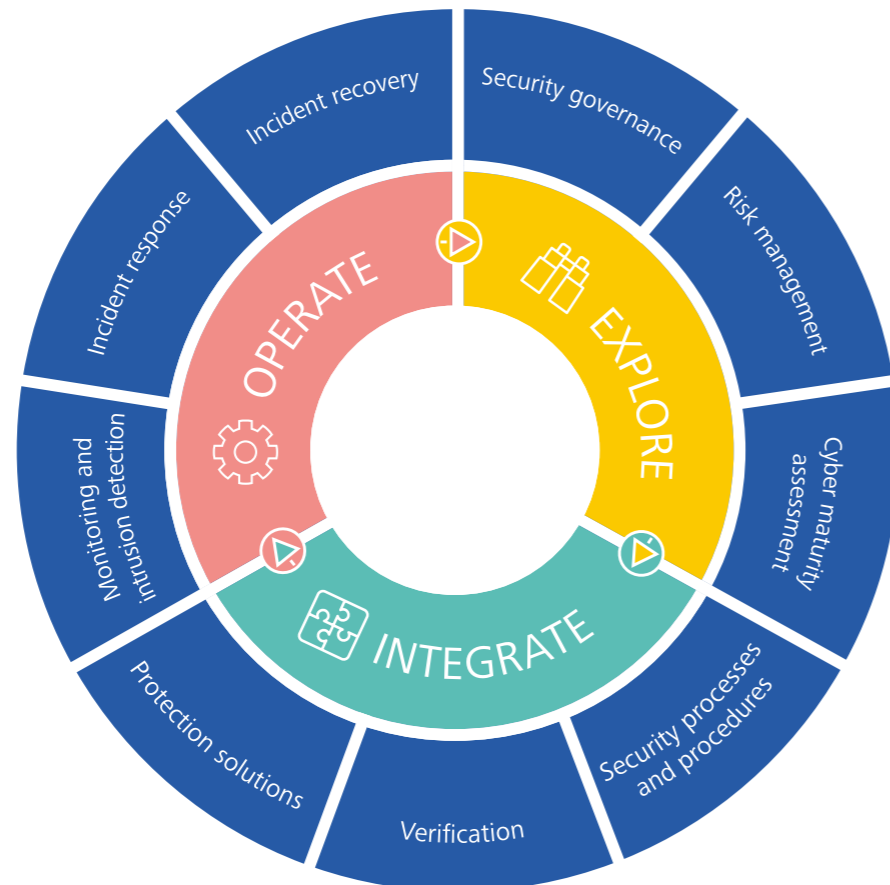 Security governance
Risk management
Cyber maturity
assessment
Security processes
and procedures
Verification
Protection solutions
Monitoring and
intrusion detection
Incident response
Incident recovery
EXPLORE
INTEGRATE
OPERATE